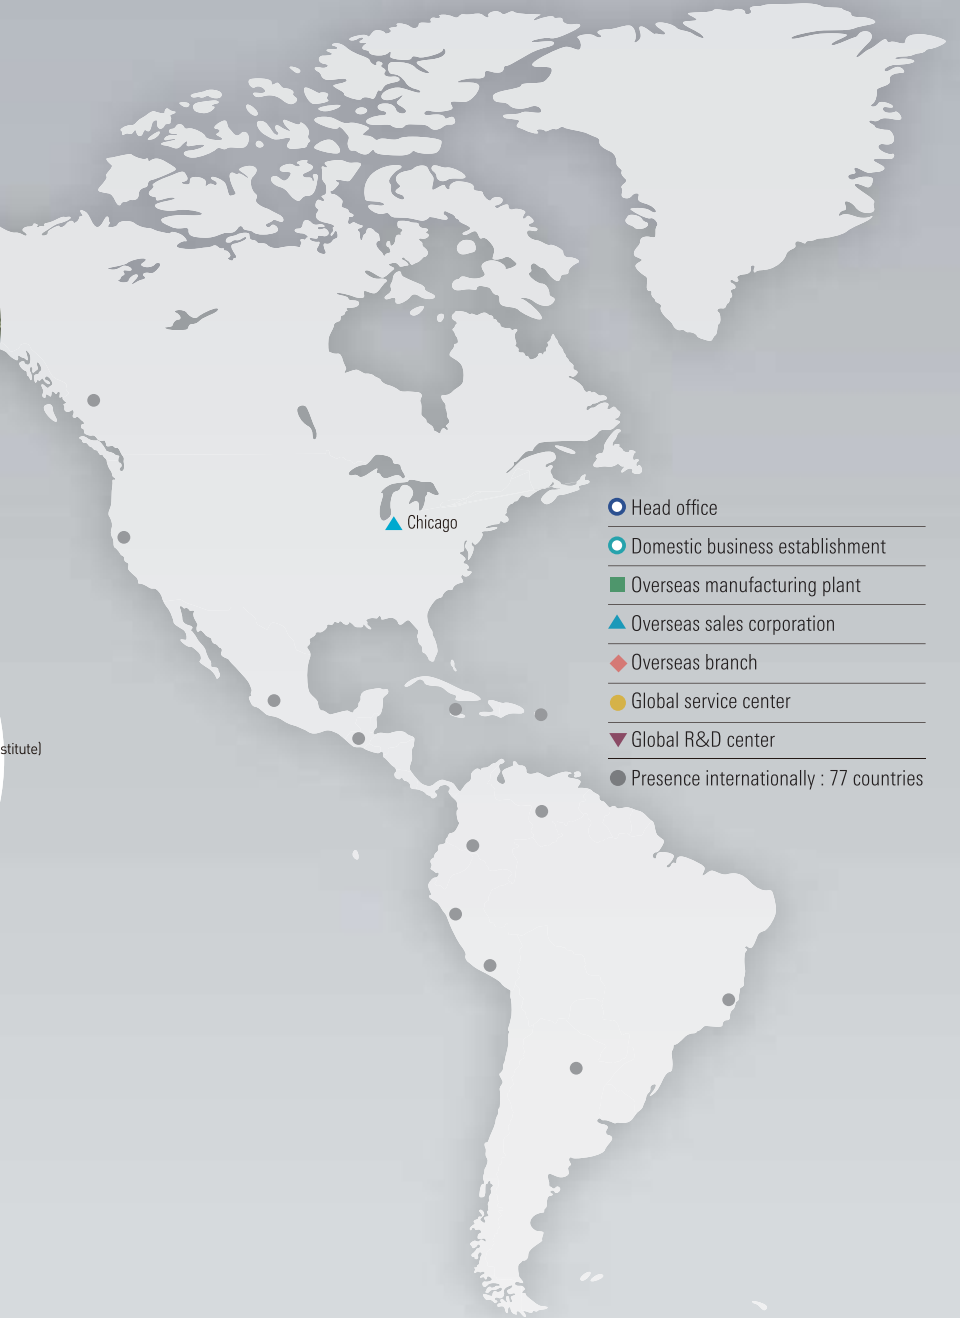 Chicago
Head office
Domestic business establishment
Overseas manufacturing plant
Overseas sales corporation
Overseas branch
Global service center
Global R&D center
Presence internationally : 77 countries
stitute)